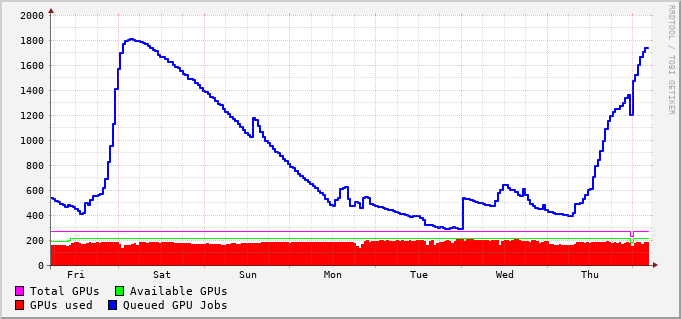 2000
1800
1600
1400
1200
1000
800
600
400
200
0
Fri Sat Sun Mon Tue Wed Thu
Total GPUs Available GPUs
GPUs used Queued GPU Jobs
RRDTOOL / TOBI OETIKER